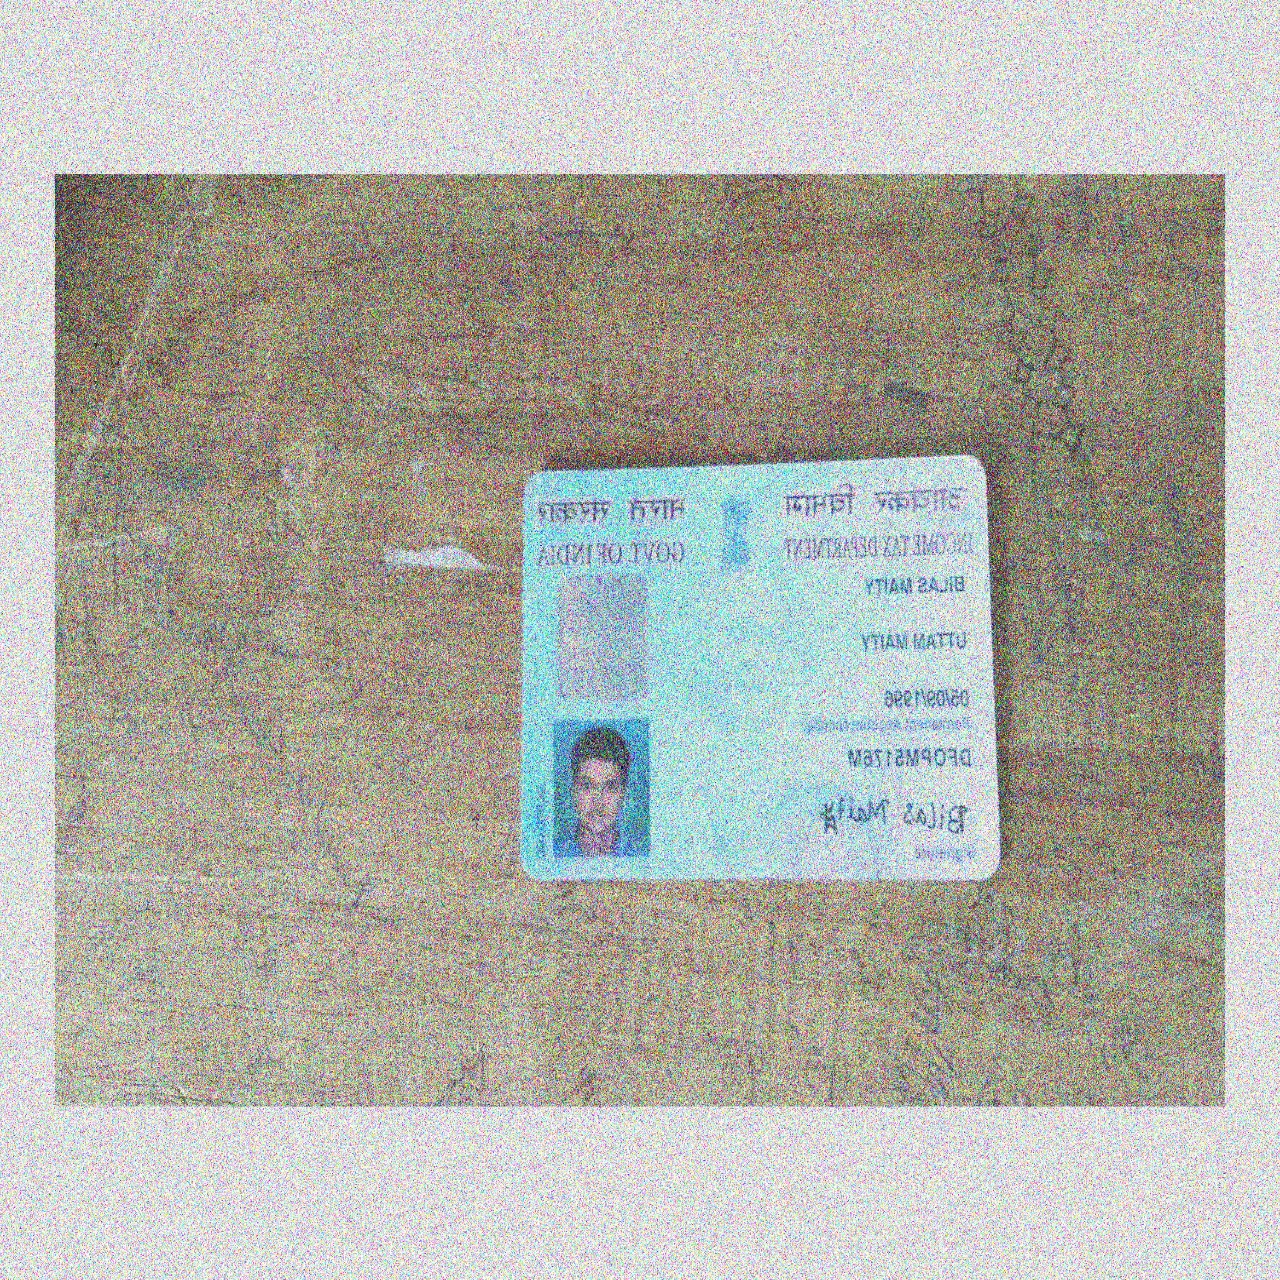 आयकर विभाग भारत सरकार
INCOME TAX DEPARTMENT GOVT. OF INDIA
BILAS MAITY
UTTAM MAITY
05/09/1996
Permanent Account Number
DFOPM5176M
Bilas Maity
Signature